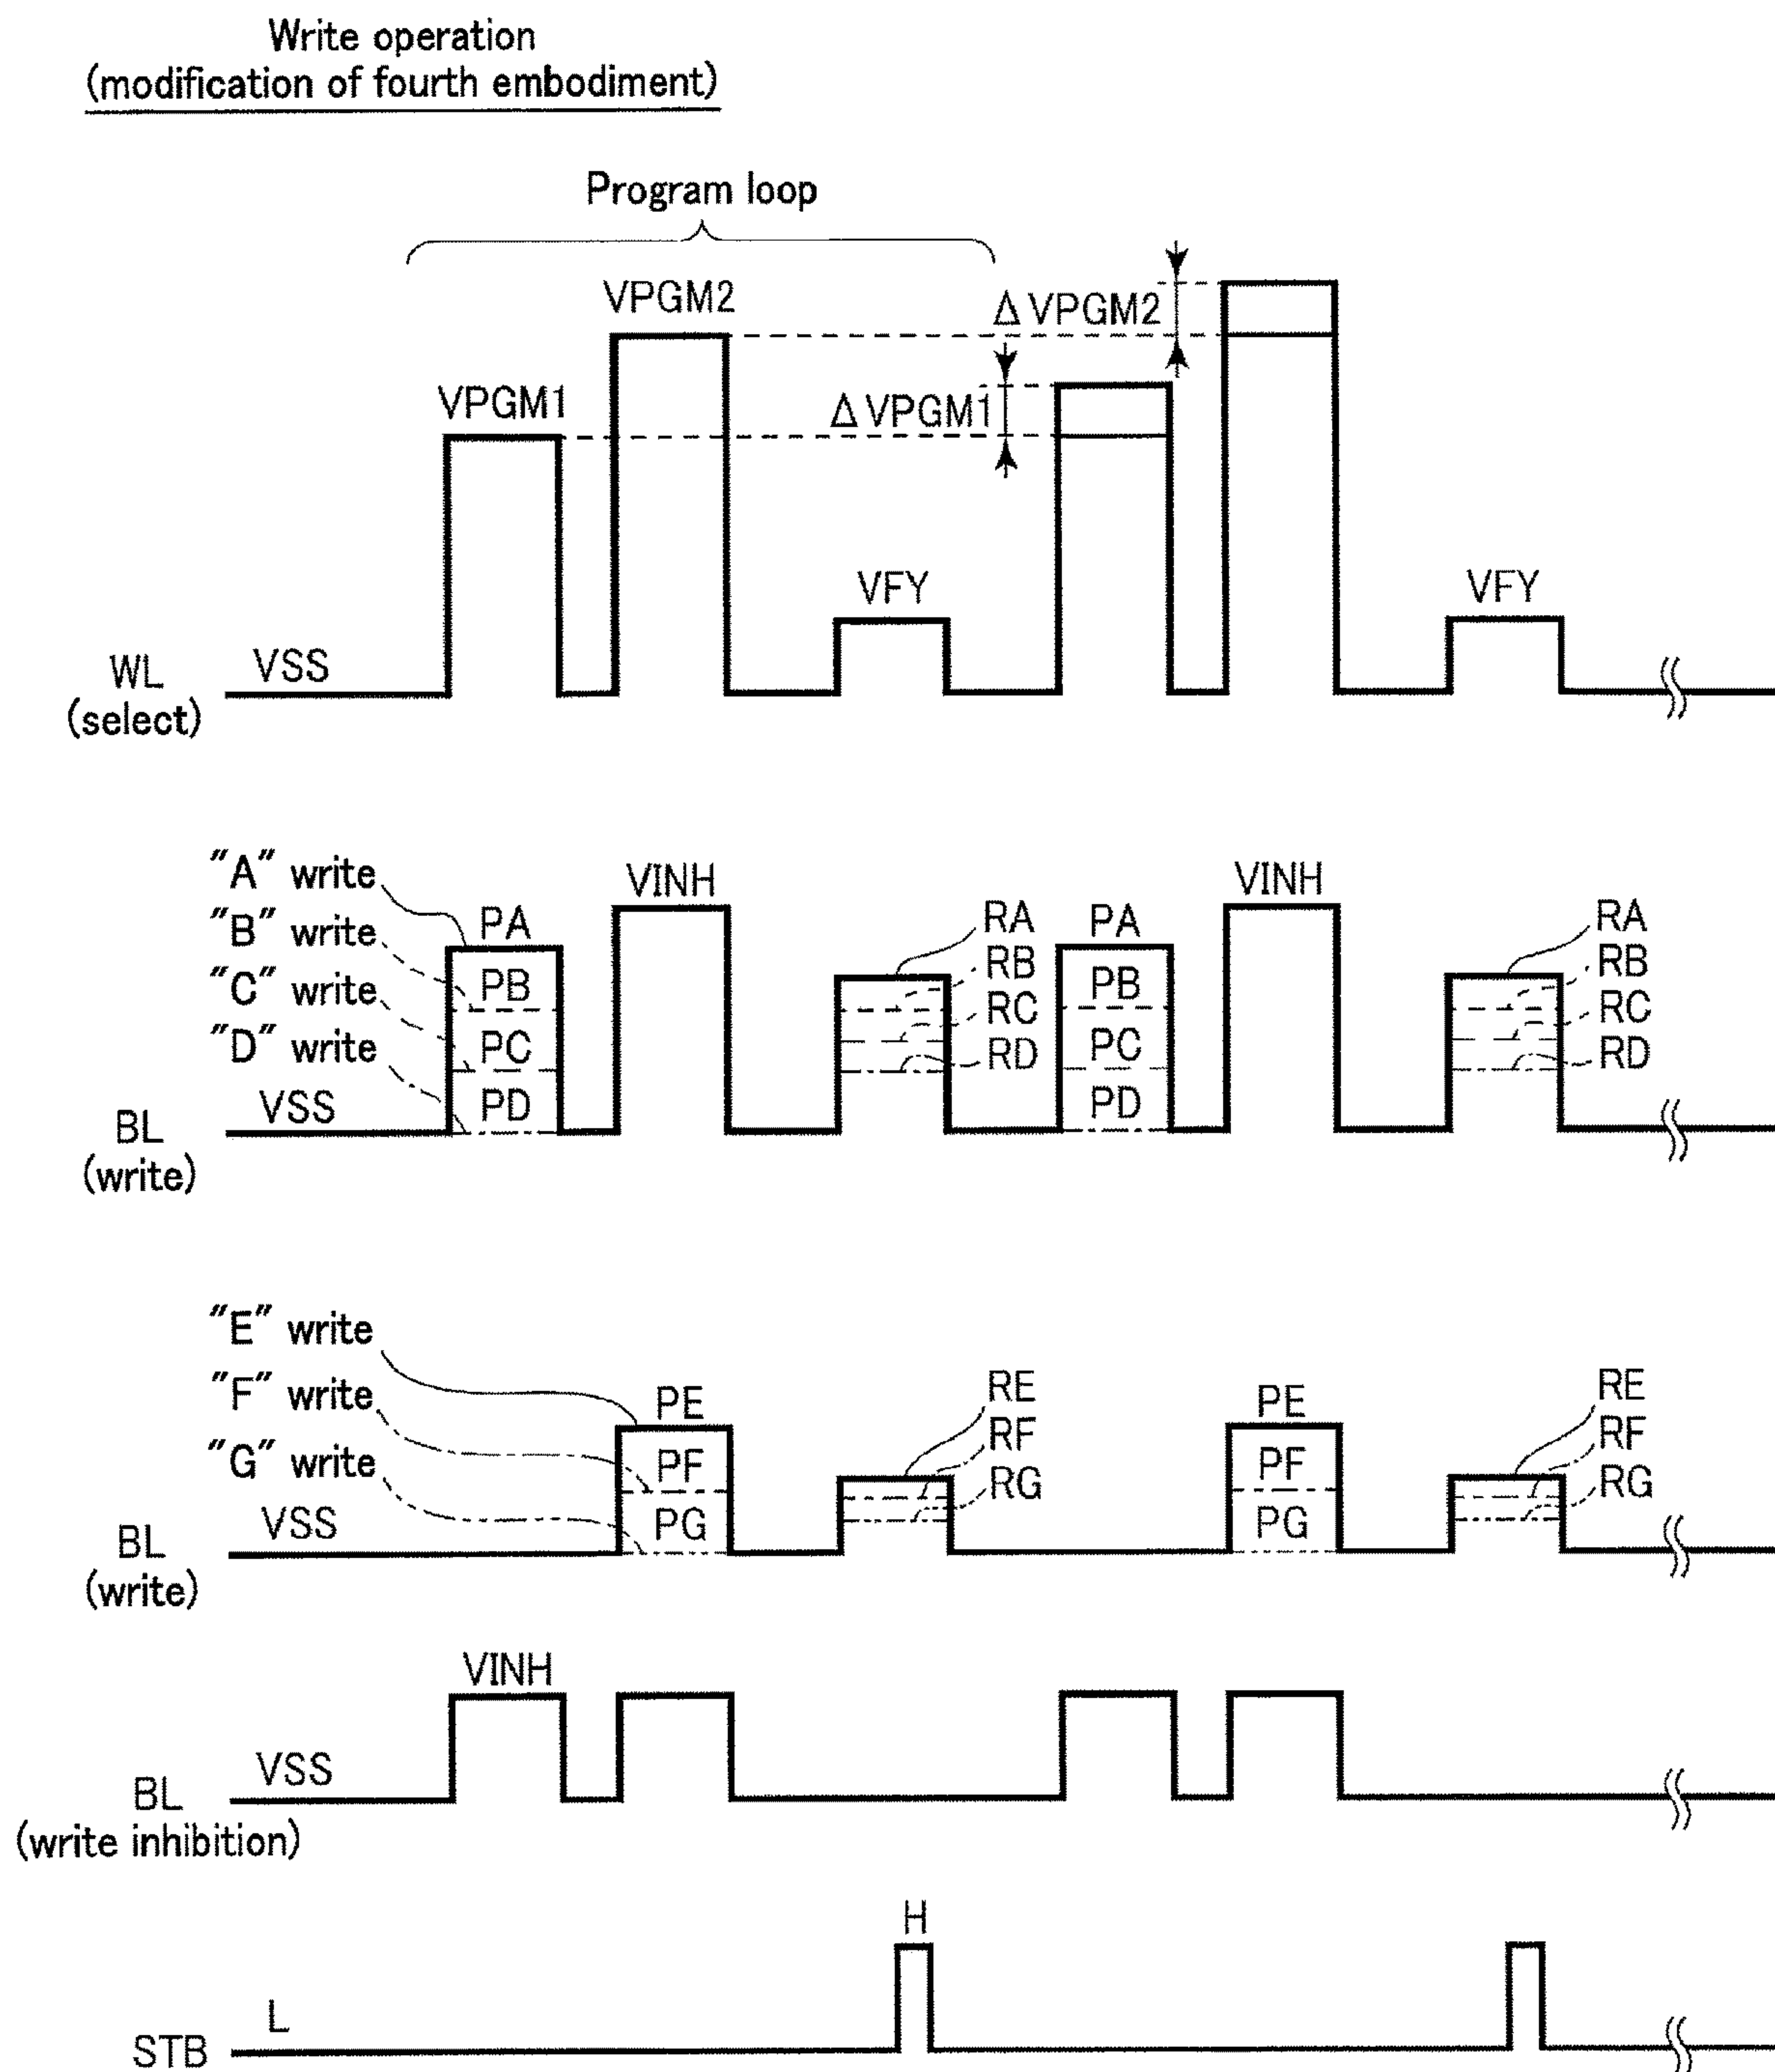 Write operation
(modification of fourth embodiment)
Program loop
VPGM2
Δ VPGM2
VPGM1
Δ VPGM1
VFY
VFY
VSS
WL
(select)
"A" write
VINH
VINH
PA
RA
PA
RA
"B" write
PB
RB
PB
RB
"C" write
PC
RC
PC
RC
"D" write
PD
RD
PD
RD
VSS
BL
(write)
"E" write
PE
RE
PE
RE
"F" write
PF
RF
PF
RF
"G" write
PG
RG
PG
RG
VSS
BL
(write)
VINH
VSS
BL
(write inhibition)
H
L
STB